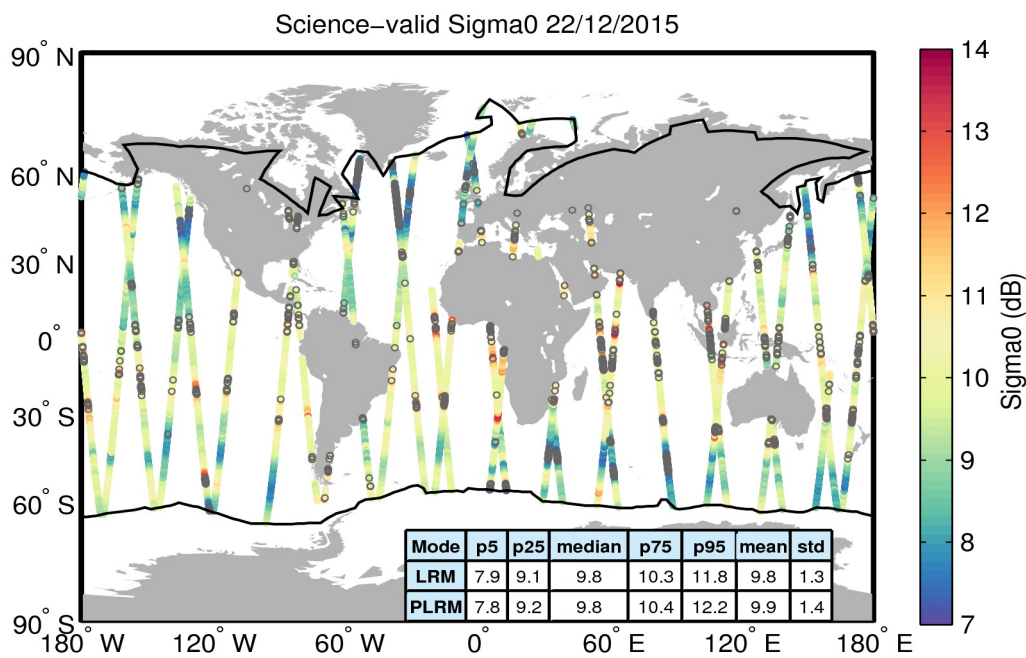 Science−valid Sigma0 22/12/2015
90° N
60° N
30° N
0°
30° S
60° S
90° S
180° W
120° W
60° W
0°
60° E
120° E
180° E
14
13
12
11
10
9
8
7
Sigma0 (dB)
Mode p5 p25 median p75 p95 mean std
LRM 7.9 9.1 9.8 10.3 11.8 9.8 1.3
PLRM 7.8 9.2 9.8 10.4 12.2 9.9 1.4